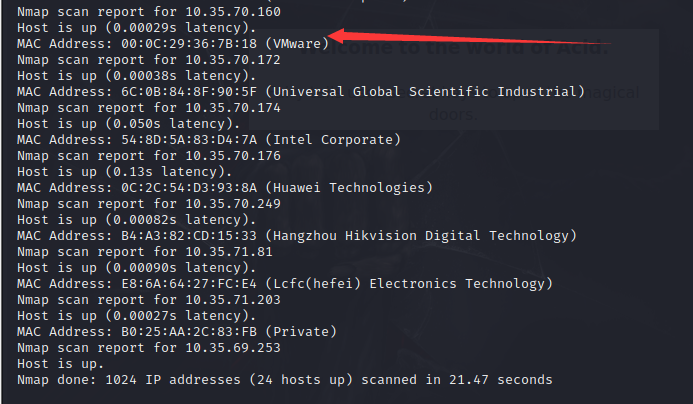 Nmap scan report for 10.35.70.160
Host is up (0.00029s latency).
MAC Address: 00:0C:29:36:7B:18 (VMware)
Welcome to the world of Acid.
Nmap scan report for 10.35.70.172
Host is up (0.00038s latency).
MAC Address: 6C:0B:84:8F:90:5F (Universal Global Scientific Industrial)
magical
Nmap scan report for 10.35.70.174
doors.
Host is up (0.050s latency).
MAC Address: 54:8D:5A:83:D4:7A (Intel Corporate)
Nmap scan report for 10.35.70.176
Host is up (0.13s latency).
MAC Address: 0C:2C:54:D3:93:8A (Huawei Technologies)
Nmap scan report for 10.35.70.249
Host is up (0.00082s latency).
MAC Address: B4:A3:82:CD:15:33 (Hangzhou Hikvision Digital Technology)
Nmap scan report for 10.35.71.81
Host is up (0.00090s latency).
MAC Address: E8:6A:64:27:FC:E4 (Lcfc(hefei) Electronics Technology)
Nmap scan report for 10.35.71.203
Host is up (0.00027s latency).
MAC Address: B0:25:AA:2C:83:FB (Private)
Nmap scan report for 10.35.69.253
Host is up.
Nmap done: 1024 IP addresses (24 hosts up) scanned in 21.47 seconds